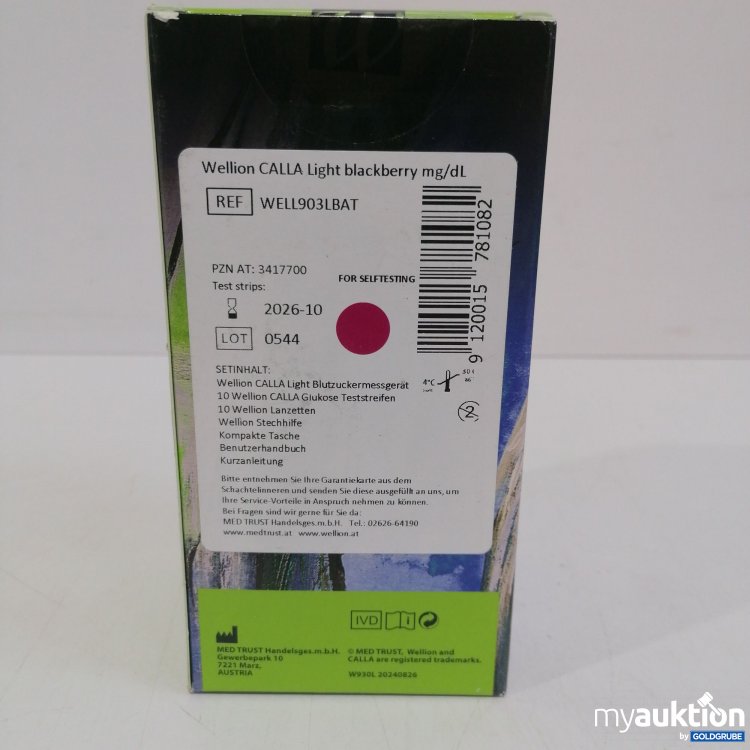 Wellion CALLA Light blackberry mg/dL
REF WELL903LBAT
PZN AT: 3417700
FOR SELFTESTING
Test strips:
2026-10
LOT 0544
9 120015 781082
SETINHALT:
Wellion CALLA Light Blutzuckermessgerät
10 Wellion CALLA Glukose Teststreifen
10 Wellion Lanzetten
Wellion Stechhilfe
Kompakte Tasche
Benutzerhandbuch
Kurzanleitung
4°C
2
Bitte entnehmen Sie Ihre Garantiekarte aus dem
Schachtelinneren und senden Sie diese ausgefüllt an uns, um
Ihre Service-Vorteile in Anspruch nehmen zu können.
Bei Fragen sind wir gerne für Sie da:
MED TRUST Handelsges.m.b.H. Tel.: 02626-64190
www.medtrust.at www.wellion.at
IVD i
MED TRUST Handelsges.m.b.H.
Gewerbepark 10
7221 Marz,
AUSTRIA
© MED TRUST, Wellion and
CALLA are registered trademarks.
W930L 20240826
myauktion
by GOLDGRUBE